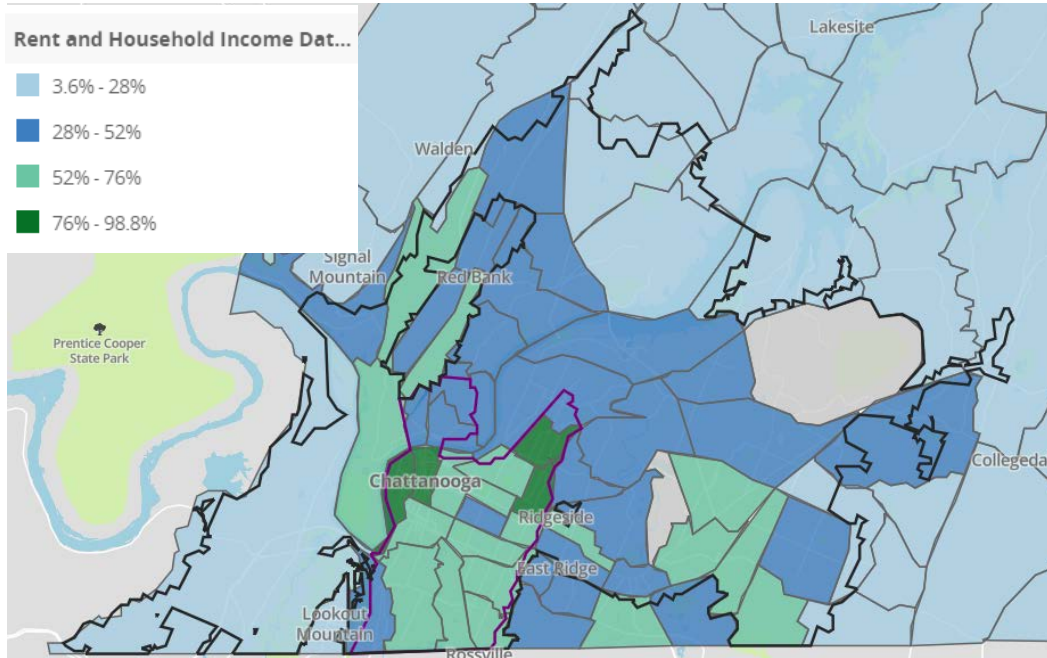 Rent and Household Income Dat...
3.6% - 28%
28% - 52%
52% - 76%
76% - 98.8%
Lakesite
Walden
Signal
Mountain
Red Bank
Prentice Cooper
State Park
Chattanooga
Collegeda
Ridgeside
East Ridge
Lookout
Mountain
Rossville